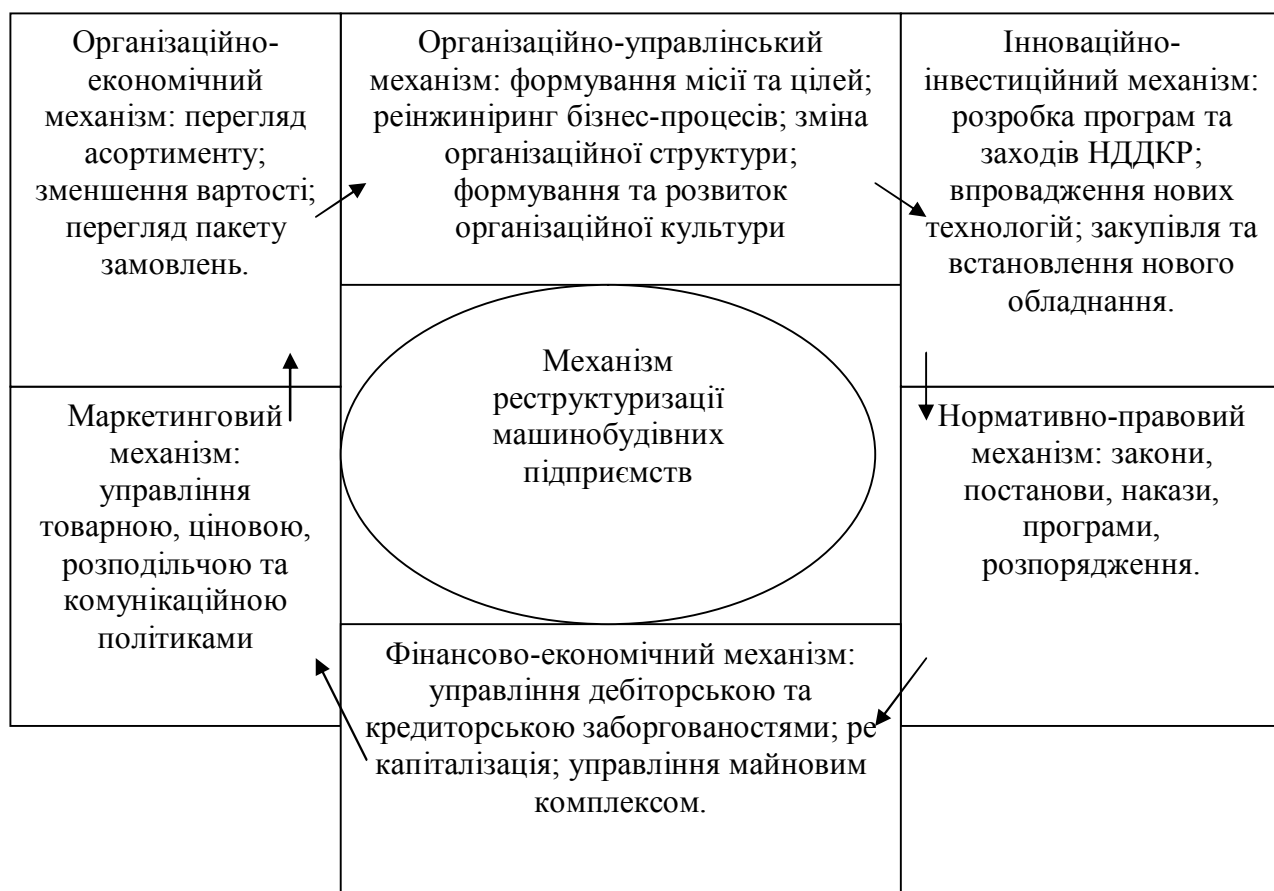 Організаційно-
економічний
механізм: перегляд
асортименту;
зменшення вартості;
перегляд пакету
замовлень.
Організаційно-управлінський
механізм: формування місії та цілей;
реінжиніринг бізнес-процесів; зміна
організаційної структури;
формування та розвиток
організаційної культури
Інноваційно-
інвестиційний механізм:
розробка програм та
заходів НДДКР;
впровадження нових
технологій; закупівля та
встановлення нового
обладнання.
Механізм
реструктуризації
машинобудівних
підприємств
Маркетинговий
механізм:
управління
товарною, ціновою,
розподільчою та
комунікаційною
політиками
Нормативно-правовий
механізм: закони,
постанови, накази,
програми,
розпорядження.
Фінансово-економічний механізм:
управління дебіторською та
кредиторською заборгованостями; ре
капіталізація; управління майновим
комплексом.